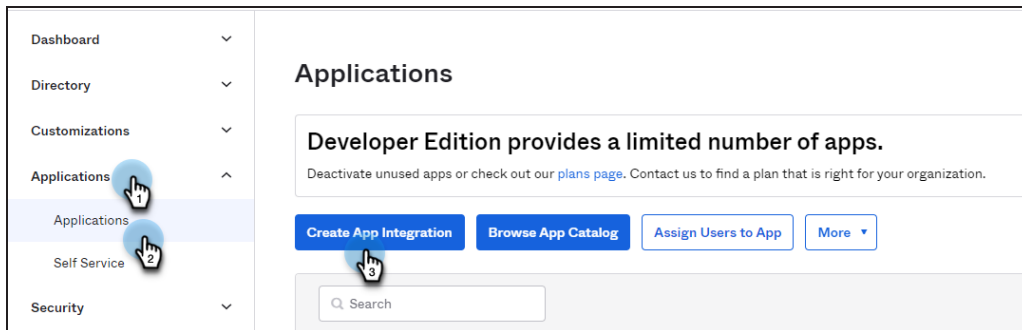 Dashboard
Directory
Customizations
Applications
1
Applications
2
Self Service
Security
Applications
Developer Edition provides a limited number of apps.
Deactivate unused apps or check out our plans page. Contact us to find a plan that is right for your organization.
Create App Integration Browse App Catalog Assign Users to App More
3
Search